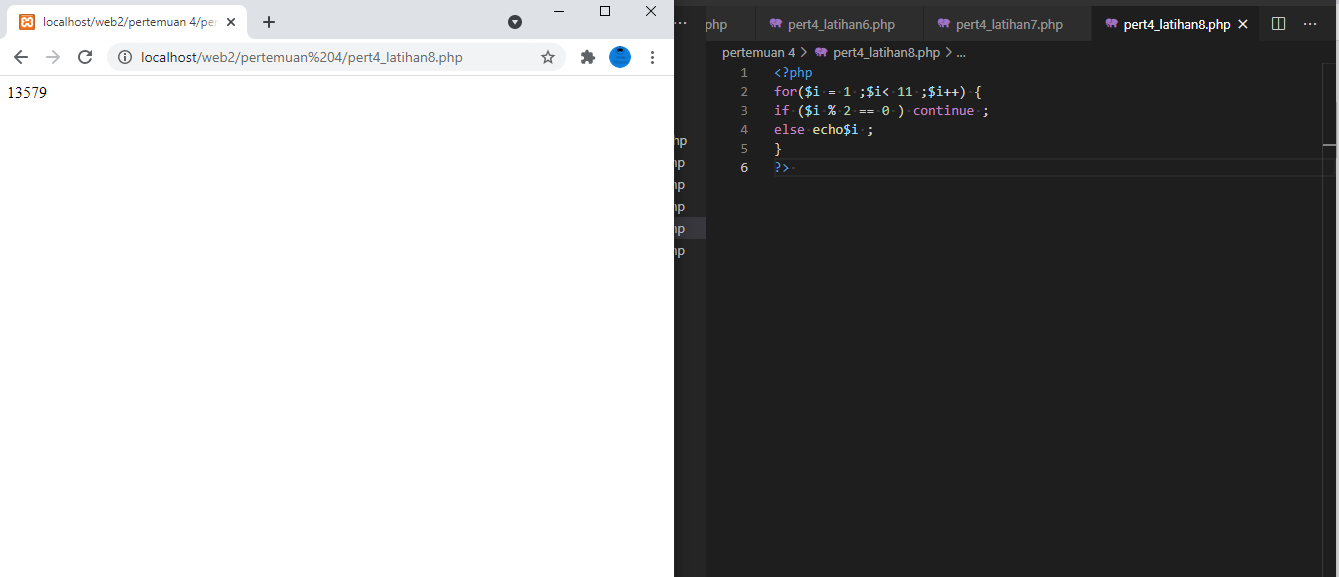 localhost/web2/pertemuan 4/per
localhost/web2/pertemuan%204/pert4_latihan8.php
13579
php
pert4_latihan6.php
pert4_latihan7.php
pert4_latihan8.php
pertemuan 4 > pert4_latihan8.php > ...
1 <?php
2 for($i = 1 ;$i< 11 ;$i++) {
3 if ($i % 2 == 0 ) continue ;
4 else echo$i ;
5 }
6 ?>
hp
hp
hp
hp
hp
hp